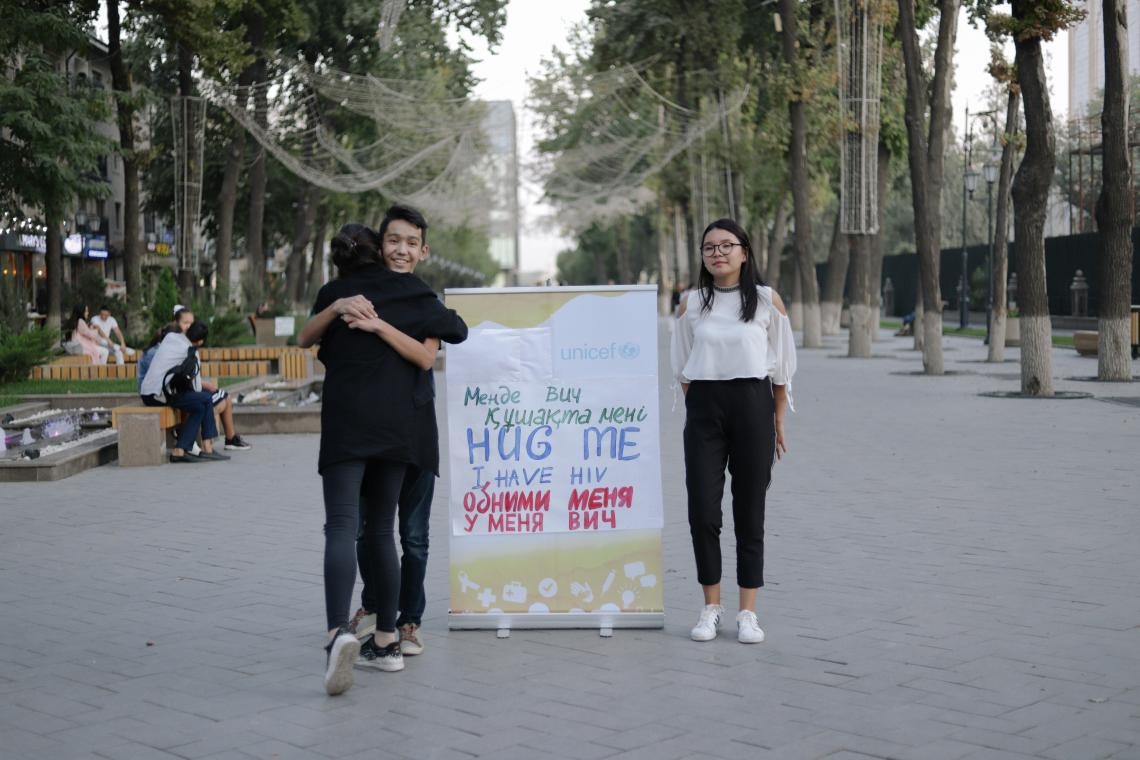 unicef
Менде ВИЧ
Құшақта мені
HUG ME
I HAVE HIV
ОбНИМИ МЕНЯ
У МЕНЯ ВИЧ